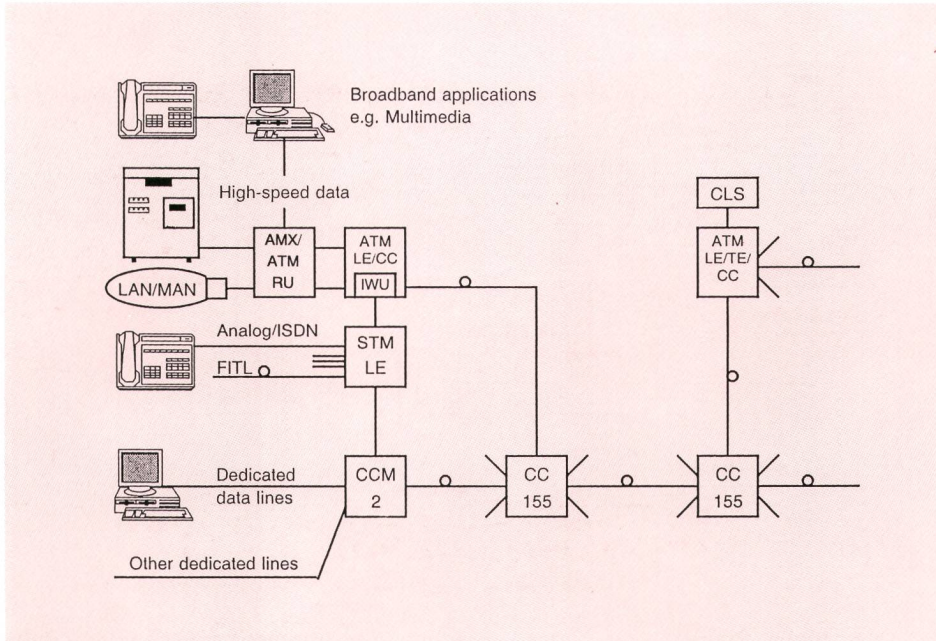 Broadband applications
e.g. Multimedia
High-speed data
CLS
AMX/
ATM
RU
ATM
LE/CC
IWU
ATM
LE/TE/
CC
LAN/MAN
Analog/ISDN
STM
LE
FITL
Dedicated
data lines
CCM
2
CC
155
CC
155
Other dedicated lines